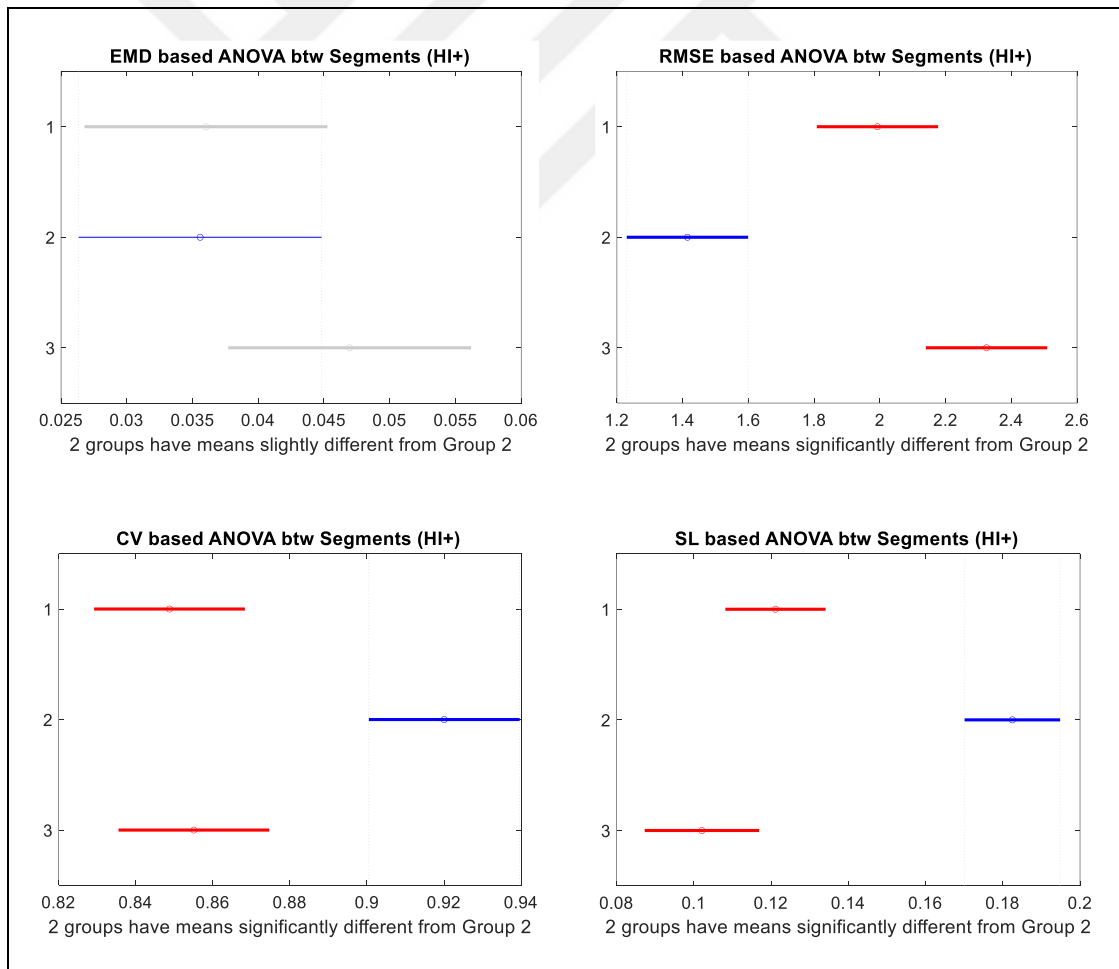 EMD based ANOVA btw Segments (HI+)
1
2
3
0.025 0.03 0.035 0.04 0.045 0.05 0.055 0.06
2 groups have means slightly different from Group 2
RMSE based ANOVA btw Segments (HI+)
1
2
3
1.2 1.4 1.6 1.8 2 2.2 2.4 2.6
2 groups have means significantly different from Group 2
CV based ANOVA btw Segments (HI+)
1
2
3
0.82 0.84 0.86 0.88 0.9 0.92 0.94
2 groups have means significantly different from Group 2
SL based ANOVA btw Segments (HI+)
1
2
3
0.08 0.1 0.12 0.14 0.16 0.18 0.2
2 groups have means significantly different from Group 2